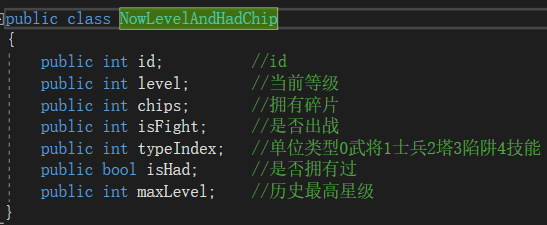 public class NowLevelAndHadChip
{
public int id; //id
public int level; //当前等级
public int chips; //拥有碎片
public int isFight; //是否出战
public int typeIndex; //单位类型0武将1士兵2塔3陷阱4技能
public bool isHad; //是否拥有过
public int maxLevel; //历史最高星级
}